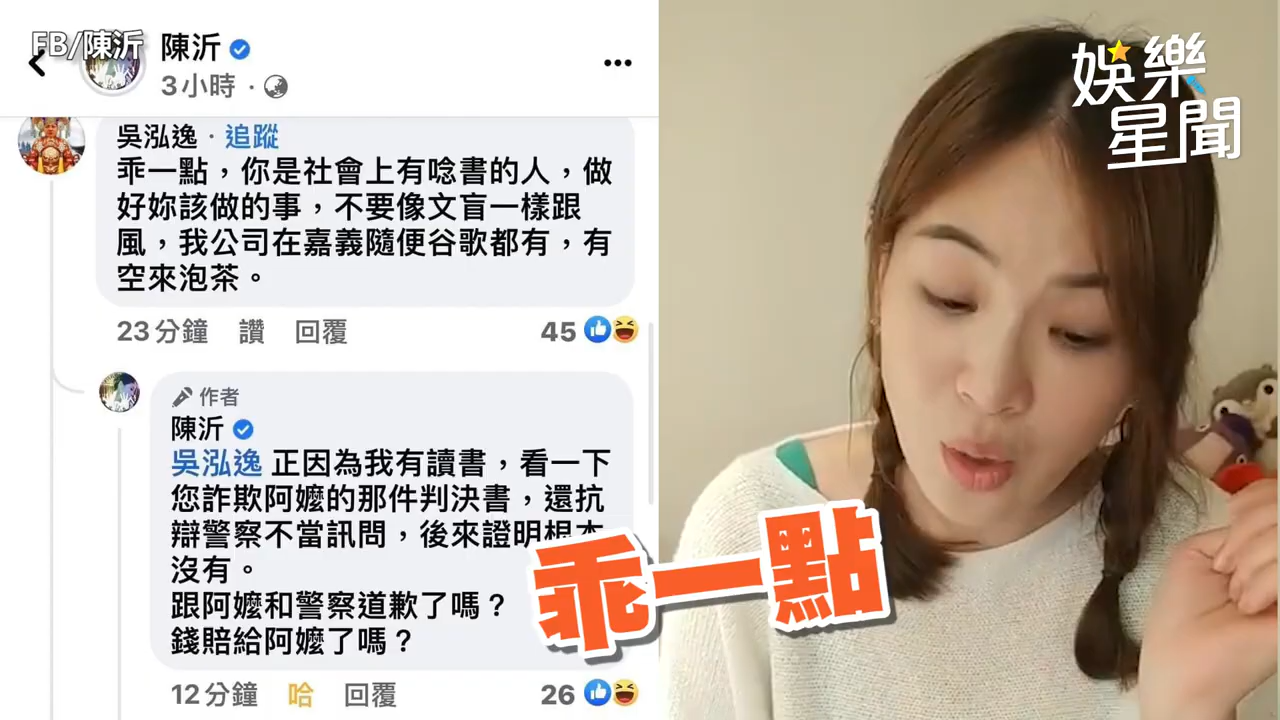 FB/陳沂
陳沂
3小時
吳泓逸·追蹤
乖一點，你是社會上有唸書的人，做
好妳該做的事，不要像文盲一樣跟
風，我公司在嘉義隨便谷歌都有，有
空來泡茶。
23分鐘 讚 回覆 45
作者
陳沂
吳泓逸 正因為我有讀書，看一下
您詐欺阿嬤的那件判決書，還抗
辯警察不當訊問，後來證明根本
沒有。
跟阿嬤和警察道歉了嗎？
錢賠給阿嬤了嗎？
12分鐘 哈 回覆 26
乖一點
娛樂
星聞